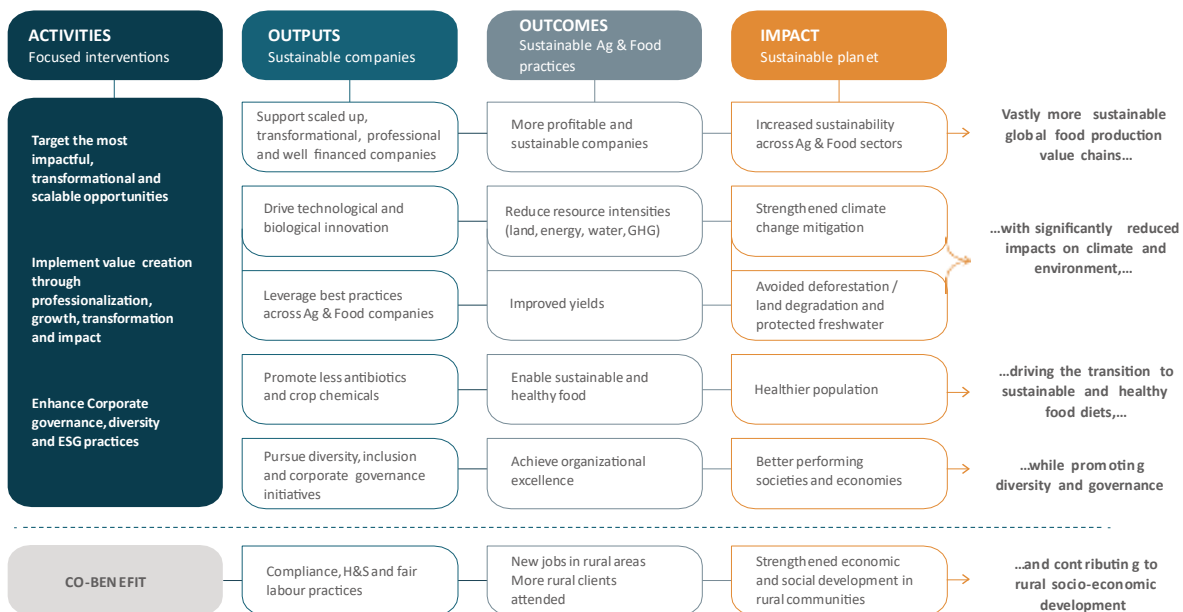 ACTIVITIES
Focused interventions
OUTPUTS
Sustainable companies
OUTCOMES
Sustainable Ag & Food
practices
IMPACT
Sustainable planet
Target the most
impactful,
transformational and
scalable opportunities
Implement value creation
through
professionalization,
growth, transformation
and impact
Enhance Corporate
governance, diversity
and ESG practices
Support scaled up,
transformational, professional
and well financed companies
More profitable and
sustainable companies
Increased sustainability
across Ag & Food sectors
Vastly more sustainable
global food production
value chains...
Drive technological and
biological innovation
Reduce resource intensities
(land, energy, water, GHG)
Strengthened climate
change mitigation
...with significantly reduced
impacts on climate and
environment,...
Leverage best practices
across Ag & Food companies
Improved yields
Avoided deforestation /
land degradation and
protected freshwater
Promote less antibiotics
and crop chemicals
Enable sustainable and
healthy food
Healthier population
...driving the transition to
sustainable and healthy
food diets,...
Pursue diversity, inclusion
and corporate governance
initiatives
Achieve organizational
excellence
Better performing
societies and economies
...while promoting
diversity and governance
CO-BENEFIT
Compliance, H&S and fair
labour practices
New jobs in rural areas
More rural clients
attended
Strengthened economic
and social development in
rural communities
...and contributing to
rural socio-economic
development